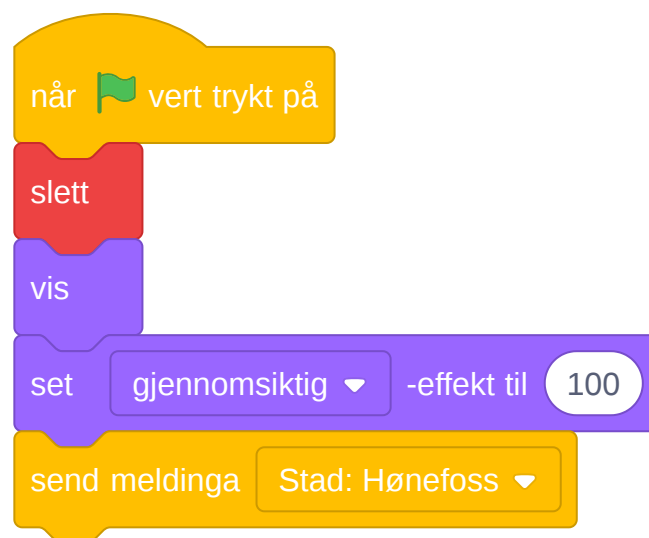 når vert trykt på
slett
vis
set gjennomsiktig -effekt til 100
send meldinga Stad: Hønefoss